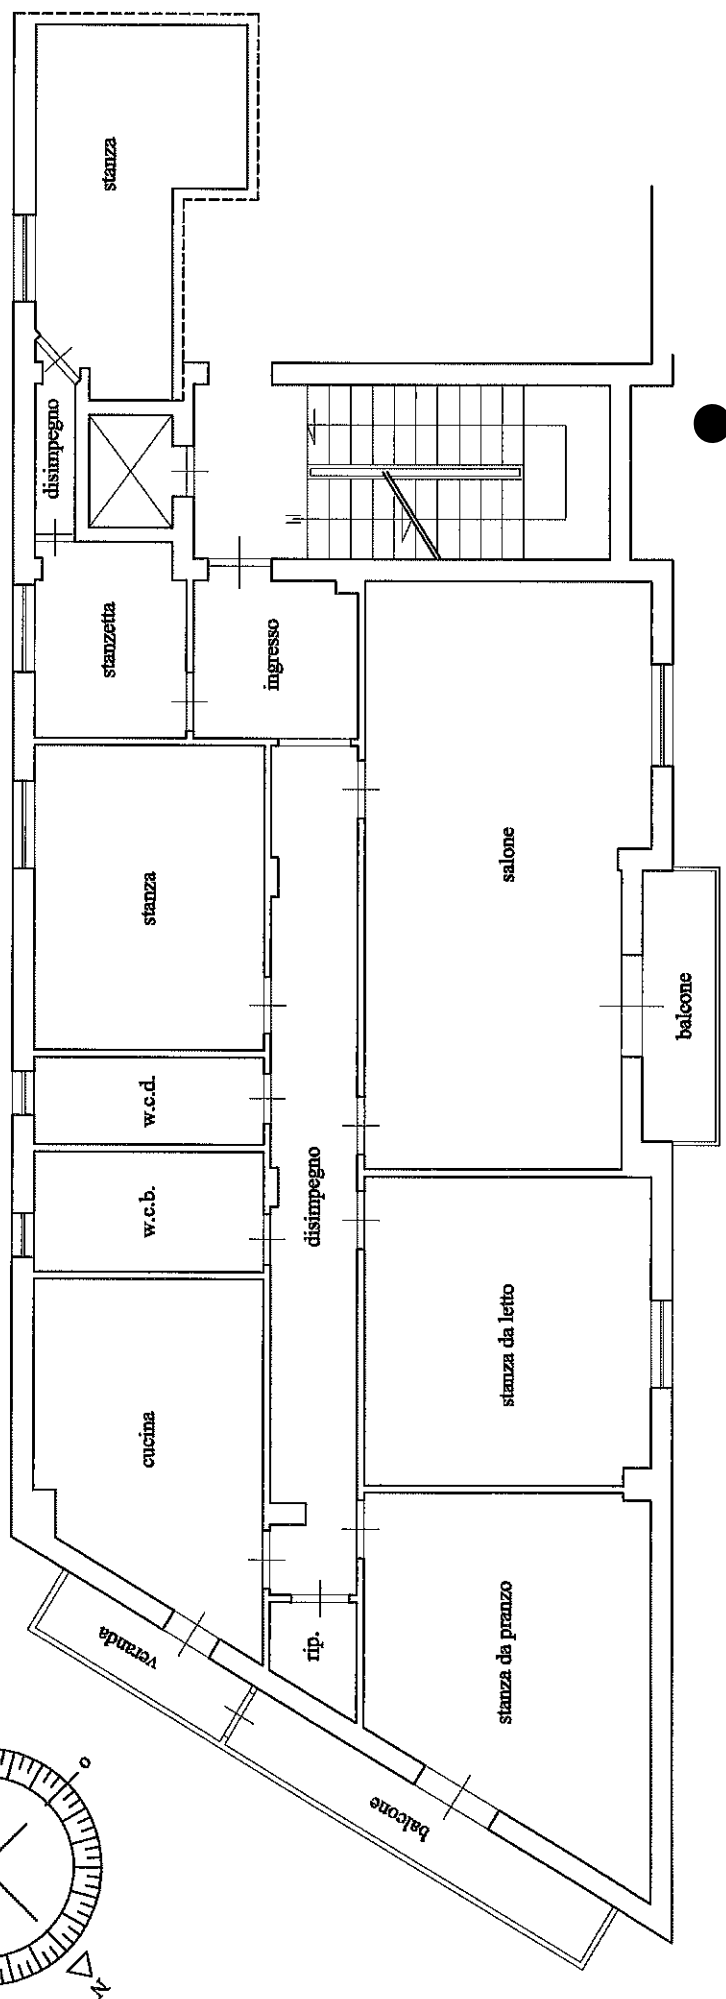 stanza
disimpegno
stanzetta
ingresso
stanza
salone
balcone
w.c.d.
w.c.b.
disimpegno
cucina
stanza da letto
veranda
rip.
stanza da pranzo
balcone
O
N